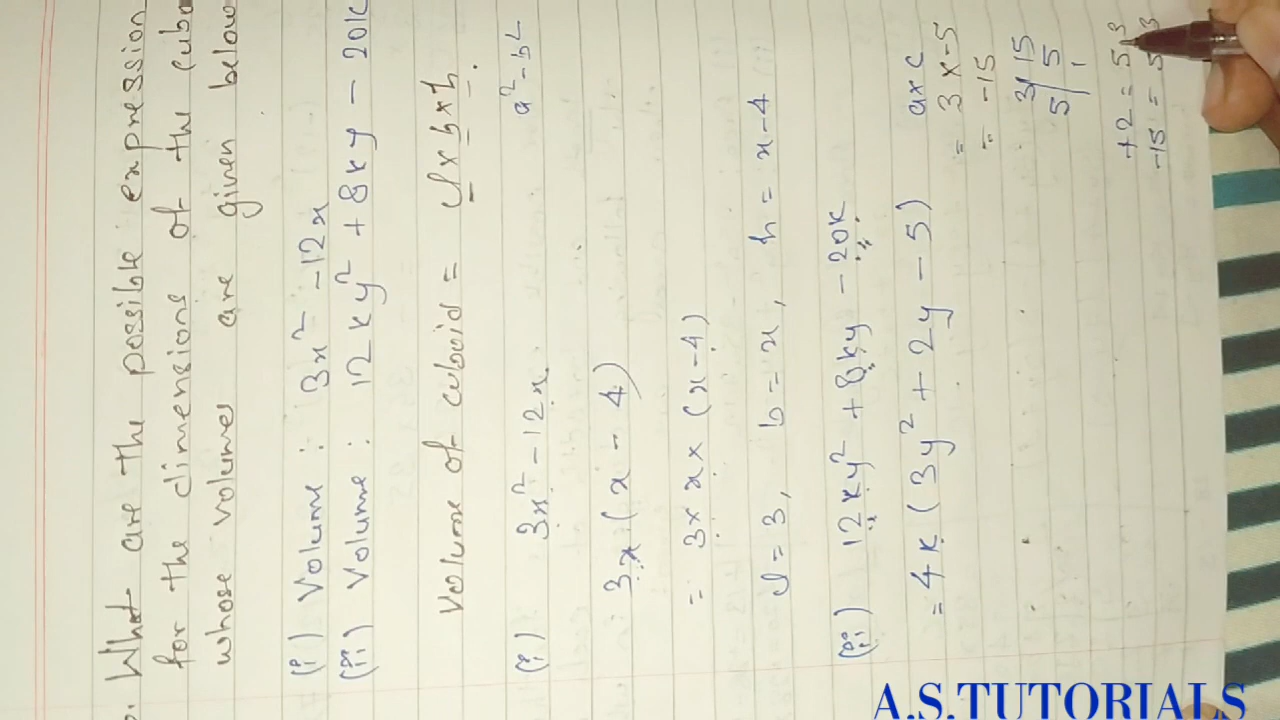 What are the possible expression
for the dimensions of the cubo
whose volumes are given below
(i) Volume : 3x² - 12x
(ii) Volume : 12ky² + 8ky - 20k
Volume of cuboid = l × b × h.
(i) 3x² - 12x. a² - b²
3x (x - 4)
= 3 × x × (x - 4)
l = 3, b = x, h = x - 4
(ii) 12ky² + 8ky - 20k
= 4k (3y² + 2y - 5)
a × c
= 3 × -5
= -15
3/ 15
5/ 5
1
+2 = 5, 3
-15 = 5 3
A.S.TUTORIALS